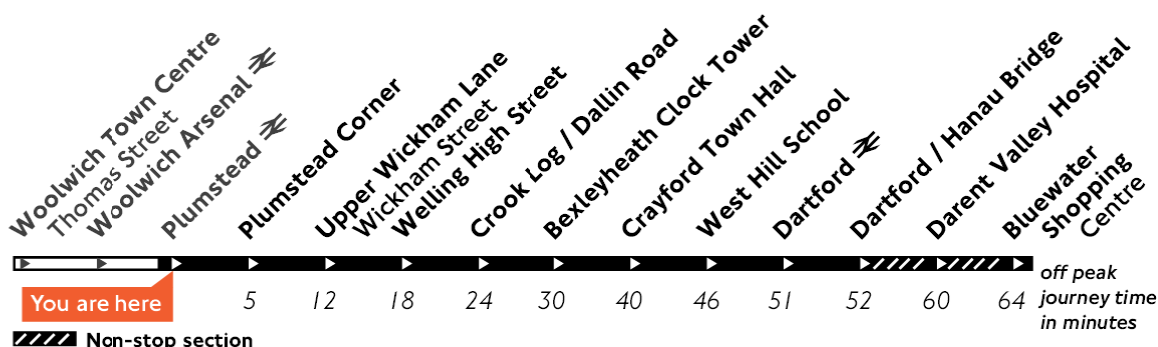 Woolwich Town Centre
Thomas Street
Woolwich Arsenal
Plumstead
Plumstead Corner
Upper Wickham Lane
Wickham Street
Welling High Street
Crook Log / Dallin Road
Bexleyheath Clock Tower
Crayford Town Hall
West Hill School
Dartford
Dartford / Hanau Bridge
Darent Valley Hospital
Bluewater
Shopping
Centre
You are here
5 12 18 24 30 40 46 51 52 60 64
off peak
journey time
in minutes
Non-stop section